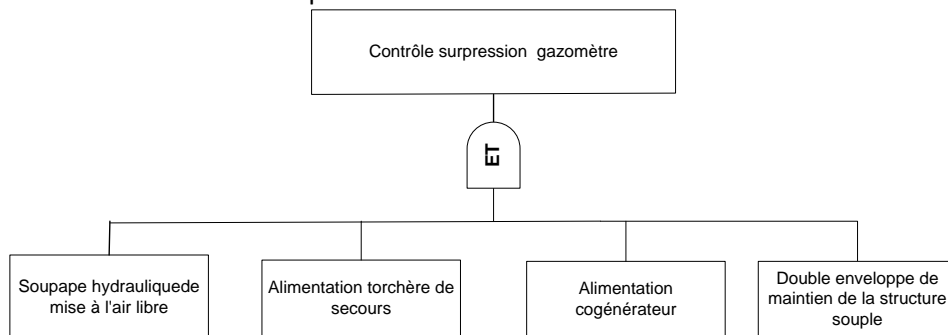 Contrôle surpression gazomètre
ET
Soupape hydrauliquede
mise à l'air libre
Alimentation torchère de
secours
Alimentation
cogénérateur
Double enveloppe de
maintien de la structure
souple